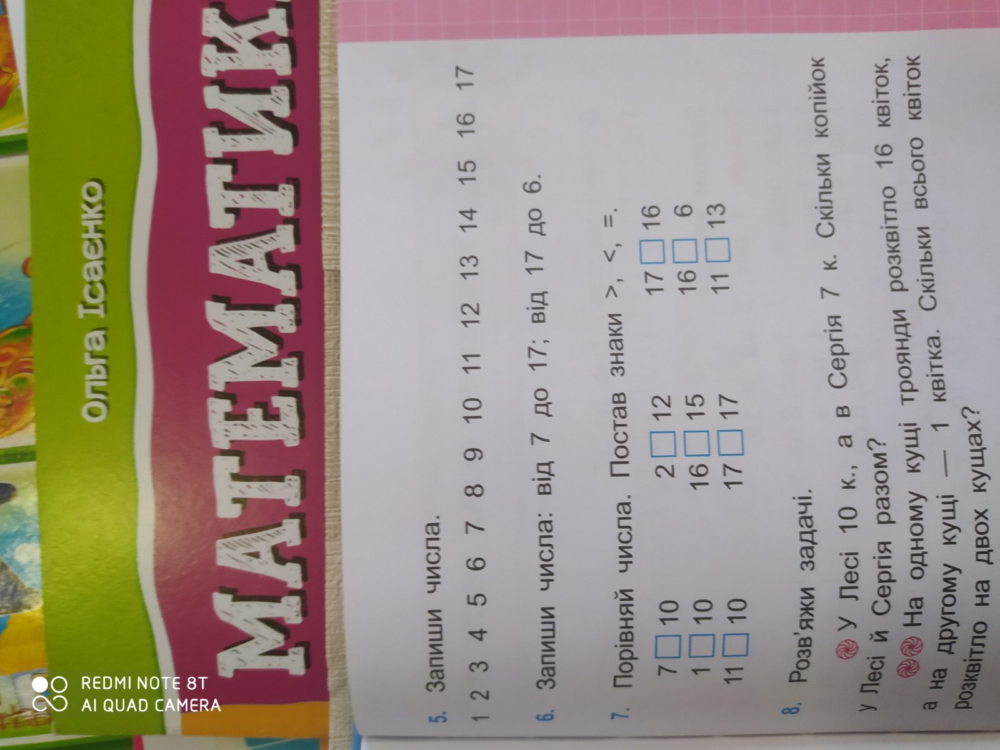 Ольга Ісаєнко
МАТЕМАТИК
5. Запиши числа.
1 2 3 4 5 6 7 8 9 10 11 12 13 14 15 16 17
6. Запиши числа: від 7 до 17; від 17 до 6.
7. Порівняй числа. Постав знаки >, <, =.
7 □ 10 2 □ 12 17 □ 16
1 □ 10 16 □ 15 16 □ 6
11 □ 10 17 □ 17 11 □ 13
8. Розв'яжи задачі.
У Лесі 10 к., а в Сергія 7 к. Скільки копійок
у Лесі й Сергія разом?
На одному кущі троянди розквітло 16 квіток,
а на другому кущі — 1 квітка. Скільки всього квіток
розквітло на двох кущах?
REDMI NOTE 8T
AI QUAD CAMERA